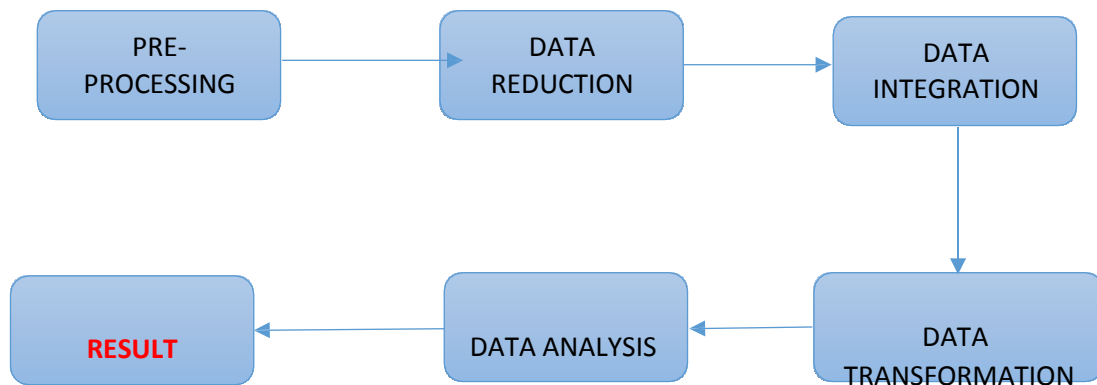 PRE-
PROCESSING
DATA
REDUCTION
DATA
INTEGRATION
RESULT
DATA ANALYSIS
DATA
TRANSFORMATION